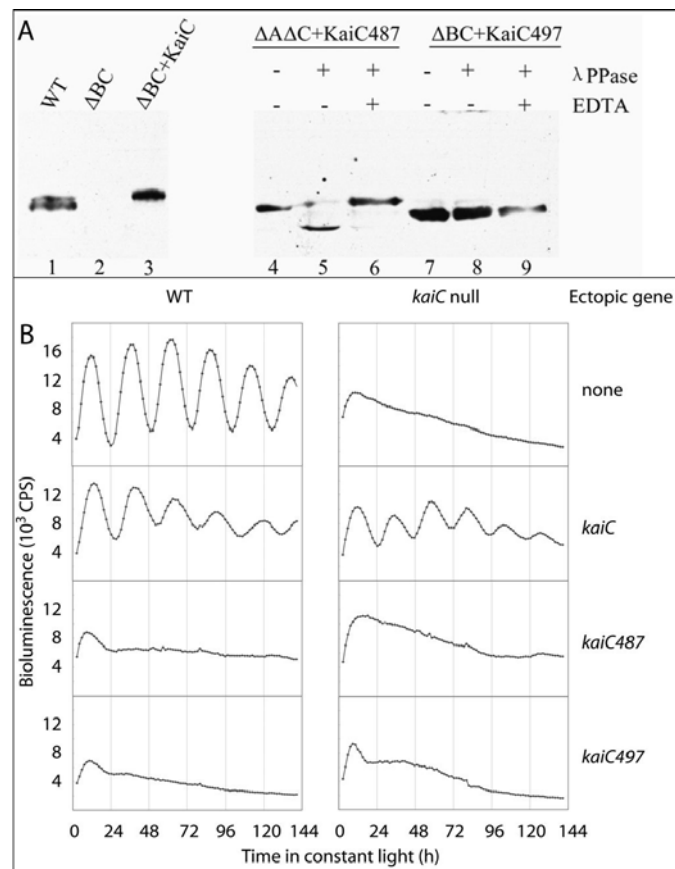 A
ΔAΔC+KaiC487
ΔBC+KaiC497
WT
ΔBC
ΔBC+KaiC
- + + - + + λ PPase
- - + - - + EDTA
1 2 3 4 5 6 7 8 9
WT
kaiC null
Ectopic gene
B
16
12
8
4
none
12
8
4
kaiC
12
8
4
kaiC487
12
8
4
kaiC497
Bioluminescence (10³ CPS)
0 24 48 72 96 120 144
0 24 48 72 96 120 144
Time in constant light (h)